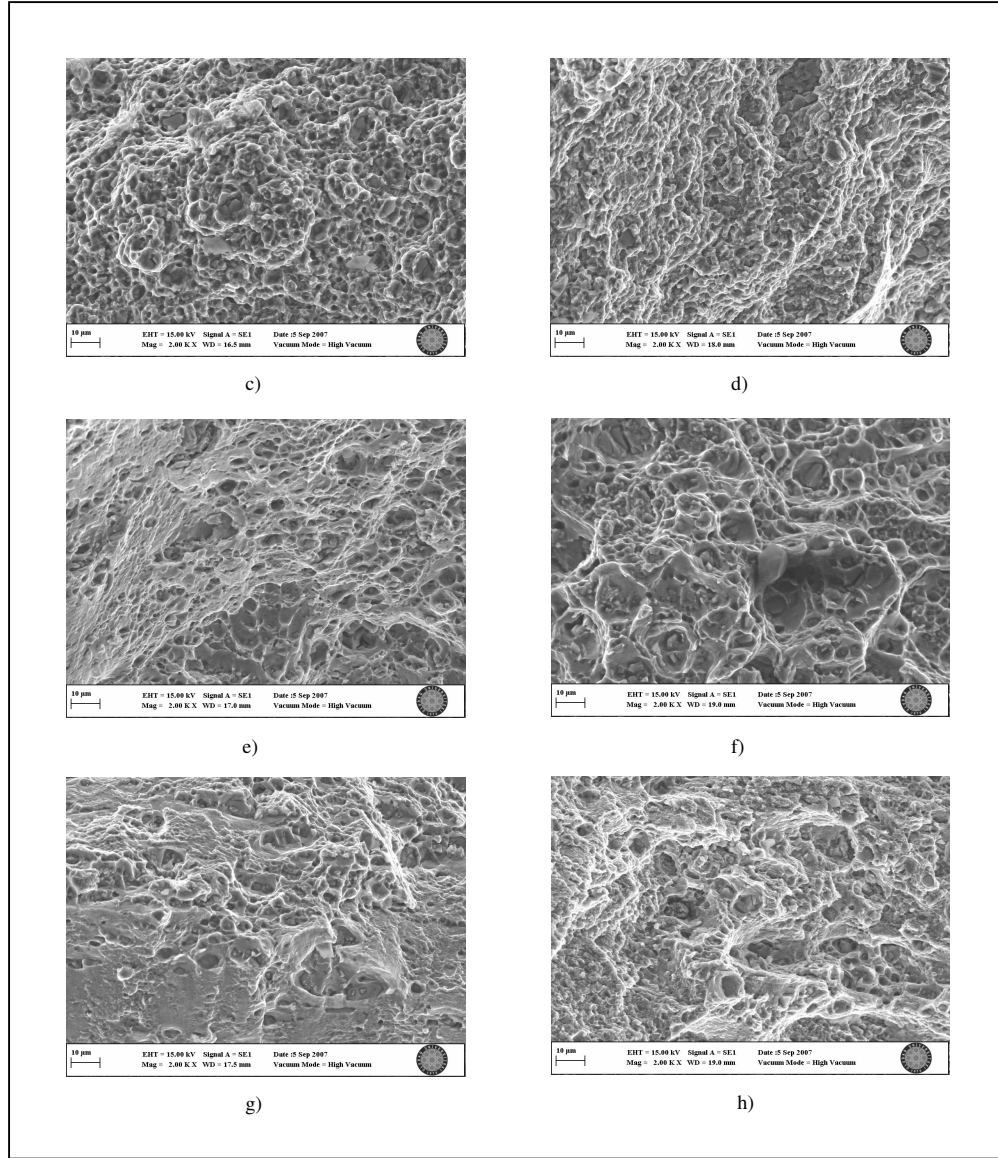 10 µm EHT = 15.00 kV Signal A = SE1 Date :5 Sep 2007
Mag = 2.00 K X WD = 16.5 mm Vacuum Mode = High Vacuum
c)
10 µm EHT = 15.00 kV Signal A = SE1 Date :5 Sep 2007
Mag = 2.00 K X WD = 18.0 mm Vacuum Mode = High Vacuum
d)
10 µm EHT = 15.00 kV Signal A = SE1 Date :5 Sep 2007
Mag = 2.00 K X WD = 17.0 mm Vacuum Mode = High Vacuum
e)
10 µm EHT = 15.00 kV Signal A = SE1 Date :5 Sep 2007
Mag = 2.00 K X WD = 19.0 mm Vacuum Mode = High Vacuum
f)
10 µm EHT = 15.00 kV Signal A = SE1 Date :5 Sep 2007
Mag = 2.00 K X WD = 17.5 mm Vacuum Mode = High Vacuum
g)
10 µm EHT = 15.00 kV Signal A = SE1 Date :5 Sep 2007
Mag = 2.00 K X WD = 19.0 mm Vacuum Mode = High Vacuum
h)